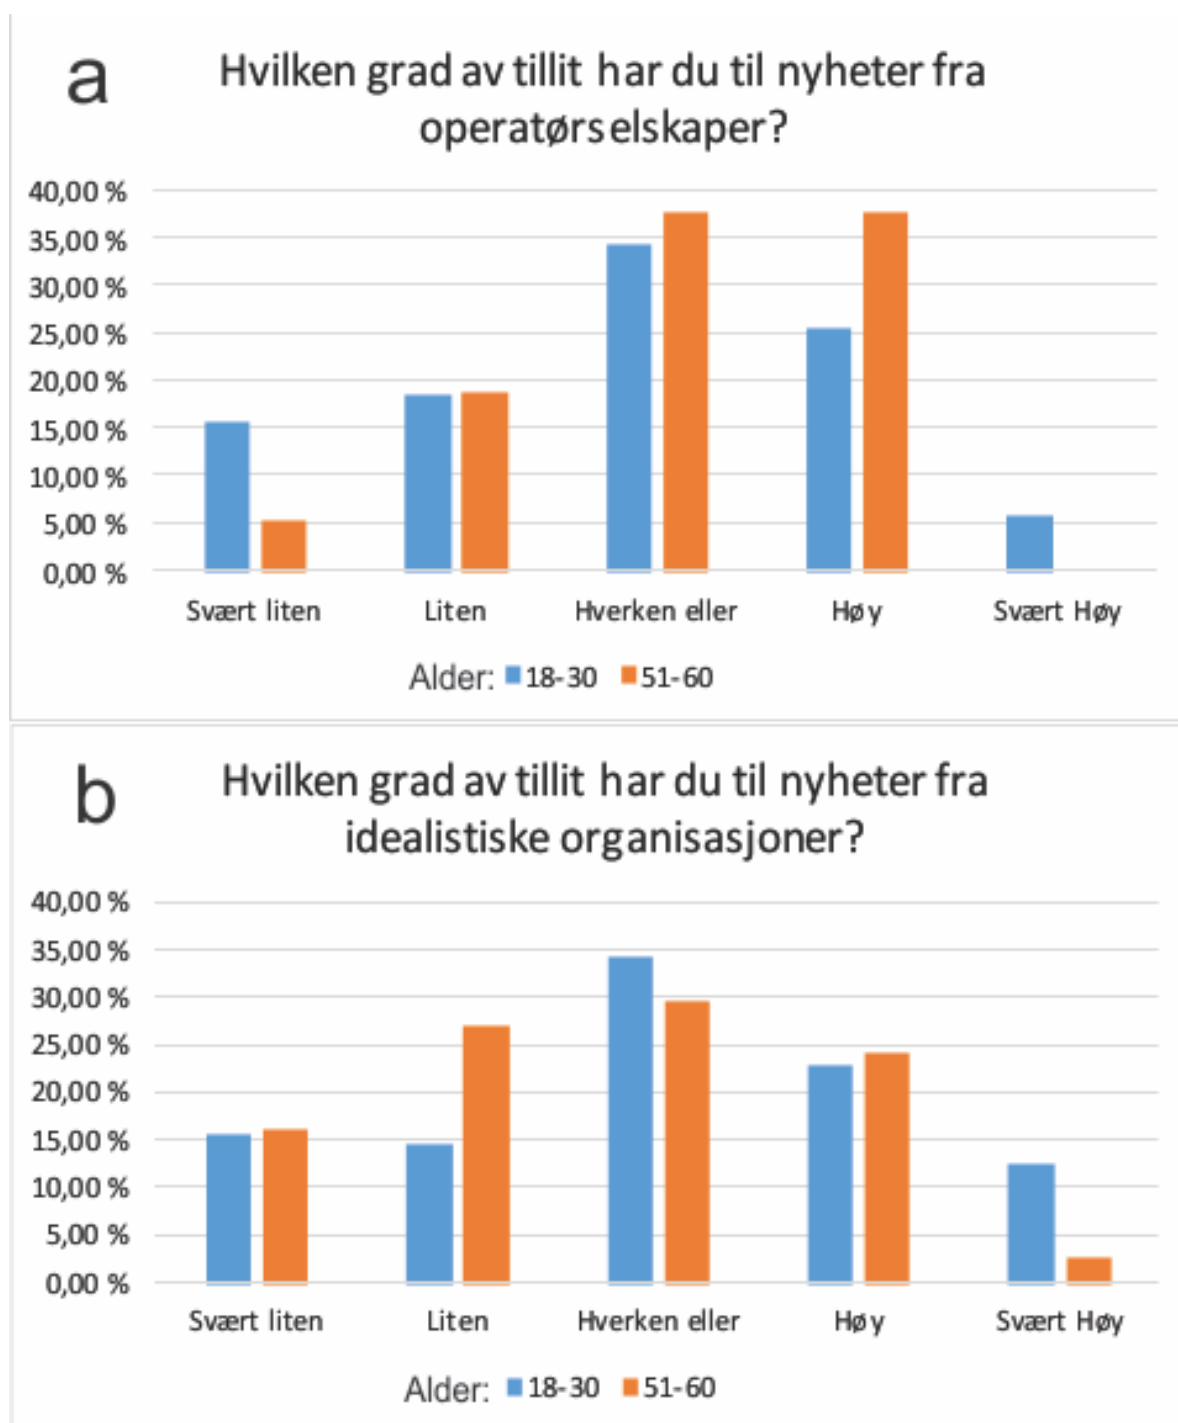 a
Hvilken grad av tillit har du til nyheter fra
operatørselskaper?
40,00 %
35,00 %
30,00 %
25,00 %
20,00 %
15,00 %
10,00 %
5,00 %
0,00 %
Svært liten Liten Hverken eller Høy Svært Høy
Alder: 18-30 51-60
b
Hvilken grad av tillit har du til nyheter fra
idealistiske organisasjoner?
40,00 %
35,00 %
30,00 %
25,00 %
20,00 %
15,00 %
10,00 %
5,00 %
0,00 %
Svært liten Liten Hverken eller Høy Svært Høy
Alder: 18-30 51-60